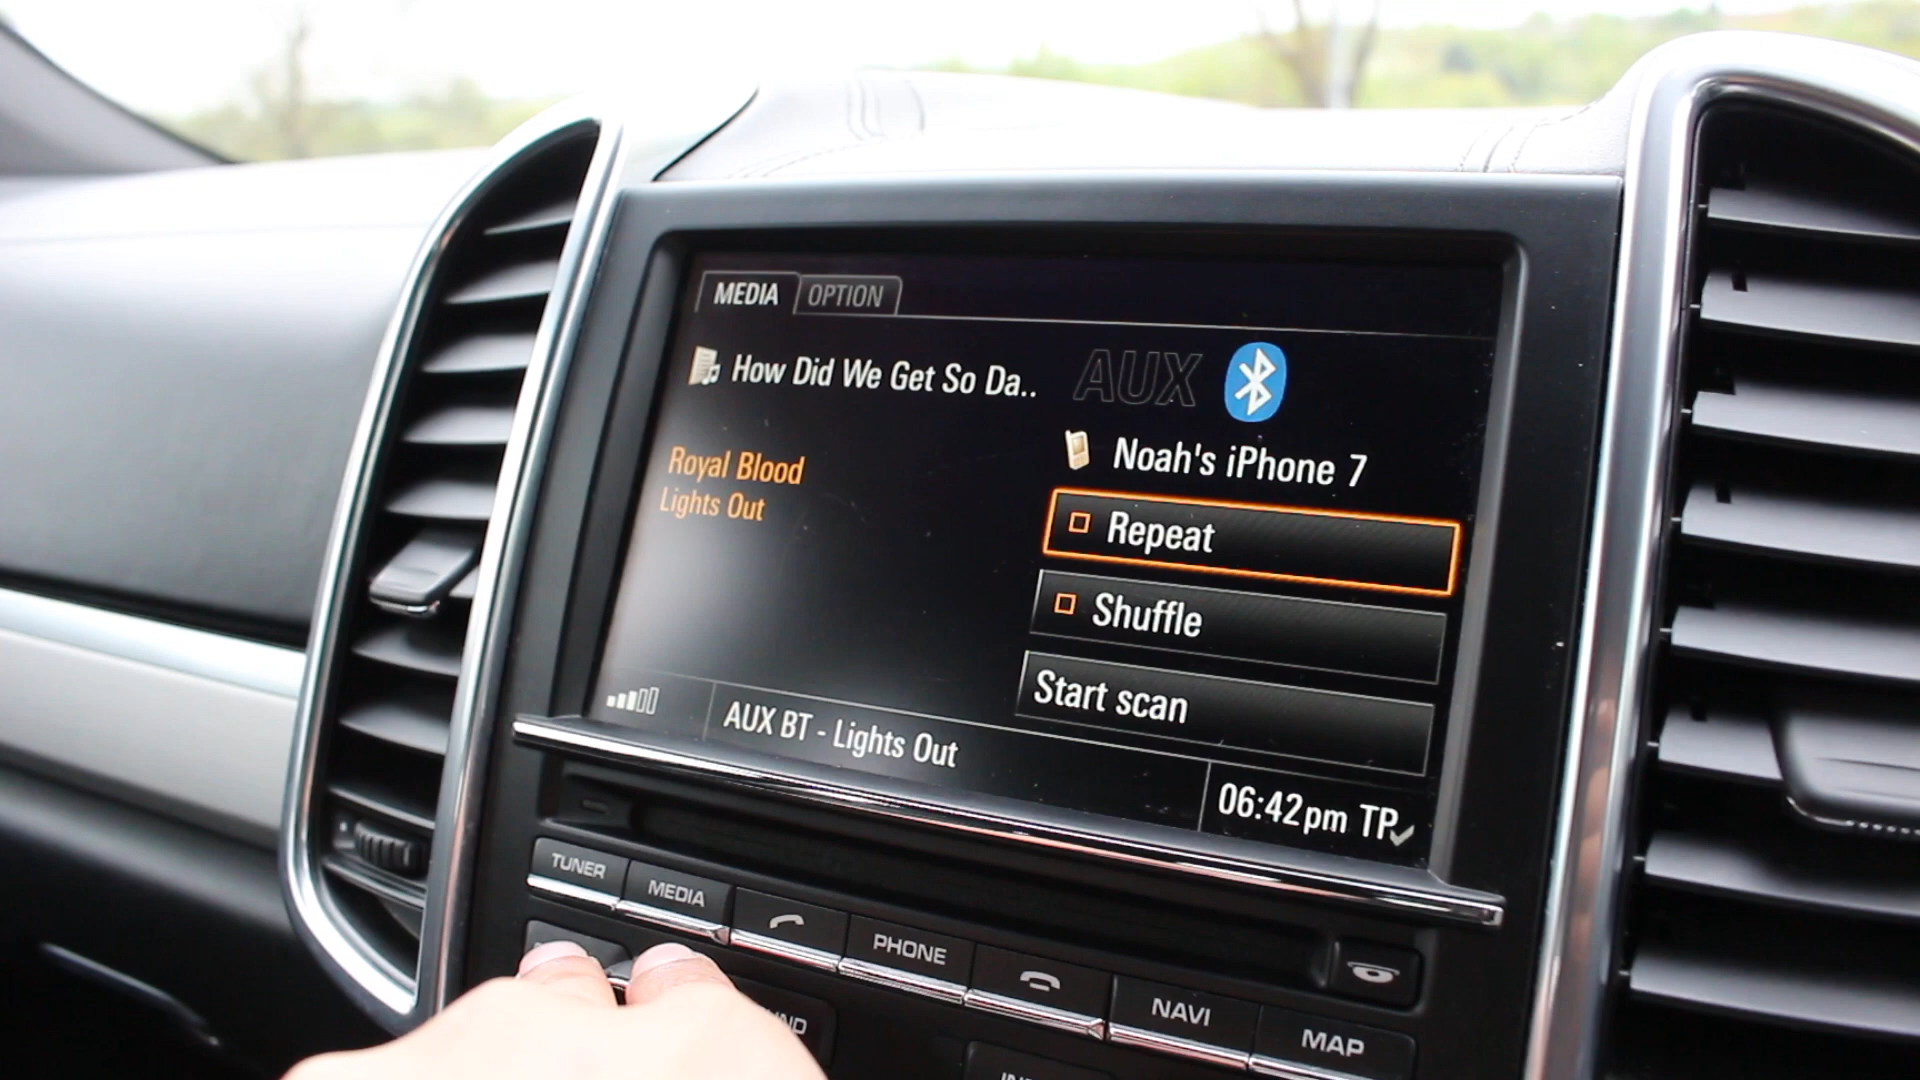 MEDIA OPTION
How Did We Get So Da..
AUX
Royal Blood
Lights Out
Noah's iPhone 7
Repeat
Shuffle
Start scan
AUX BT - Lights Out
06:42pm TP
TUNER
MEDIA
PHONE
NAVI
MAP